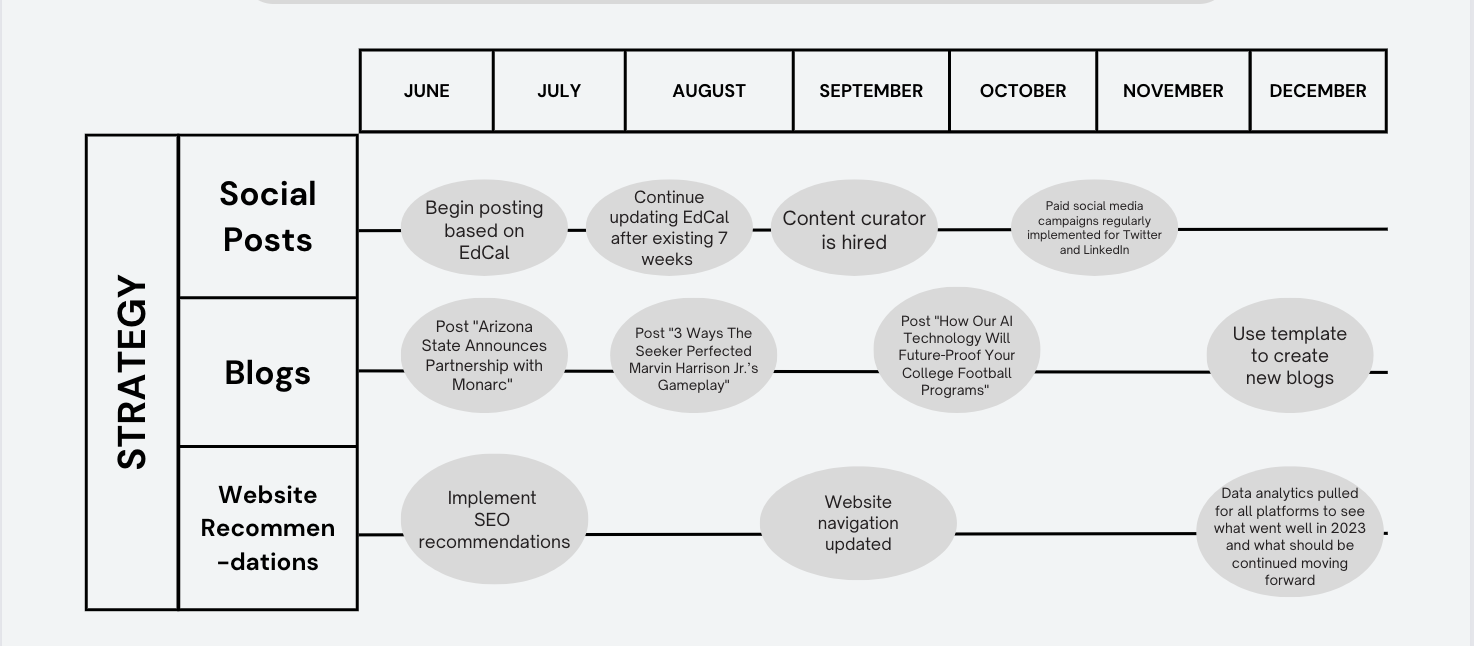 JUNE
JULY
AUGUST
SEPTEMBER
OCTOBER
NOVEMBER
DECEMBER
STRATEGY
Social
Posts
Begin posting
based on
EdCal
Continue
updating EdCal
after existing 7
weeks
Content curator
is hired
Paid social media
campaigns regularly
implemented for Twitter
and LinkedIn
Blogs
Post "Arizona
State Announces
Partnership with
Monarc"
Post "3 Ways The
Seeker Perfected
Marvin Harrison Jr.'s
Gameplay"
Post "How Our AI
Technology Will
Future-Proof Your
College Football
Programs"
Use template
to create
new blogs
Website
Recommen
-dations
Implement
SEO
recommendations
Website
navigation
updated
Data analytics pulled
for all platforms to see
what went well in 2023
and what should be
continued moving
forward